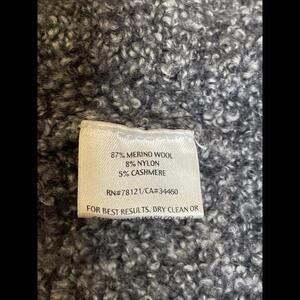 87% MERINO WOOL
8% NYLON
5% CASHMERE
RN#78121/CA#34460
FOR BEST RESULTS, DRY CLEAN OR